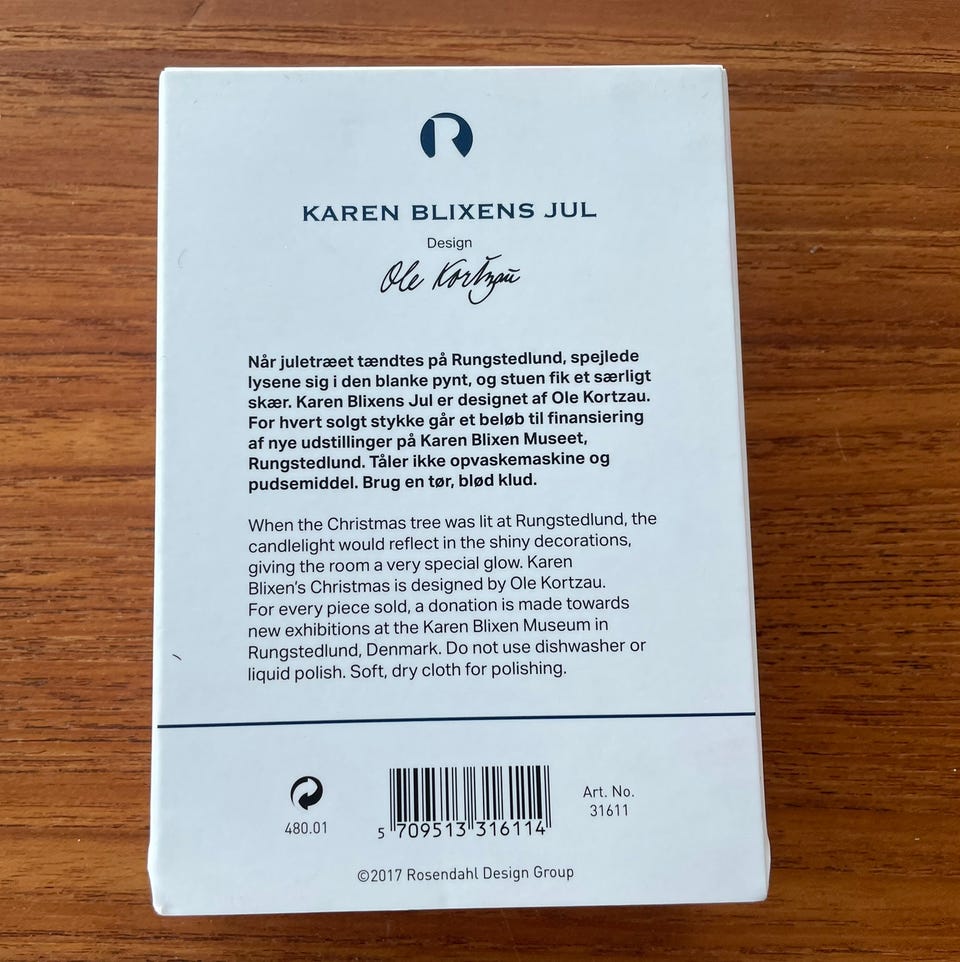 R
KAREN BLIXENS JUL
Design
Ole Kortzau
Når juletræet tændtes på Rungstedlund, spejlede
lysene sig i den blanke pynt, og stuen fik et særligt
skær. Karen Blixens Jul er designet af Ole Kortzau.
For hvert solgt stykke går et beløb til finansiering
af nye udstillinger på Karen Blixen Museet,
Rungstedlund. Tåler ikke opvaskemaskine og
pudsemiddel. Brug en tør, blød klud.
When the Christmas tree was lit at Rungstedlund, the
candlelight would reflect in the shiny decorations,
giving the room a very special glow. Karen
Blixen's Christmas is designed by Ole Kortzau.
For every piece sold, a donation is made towards
new exhibitions at the Karen Blixen Museum in
Rungstedlund, Denmark. Do not use dishwasher or
liquid polish. Soft, dry cloth for polishing.
480.01
5 709513 316114
Art. No.
31611
©2017 Rosendahl Design Group